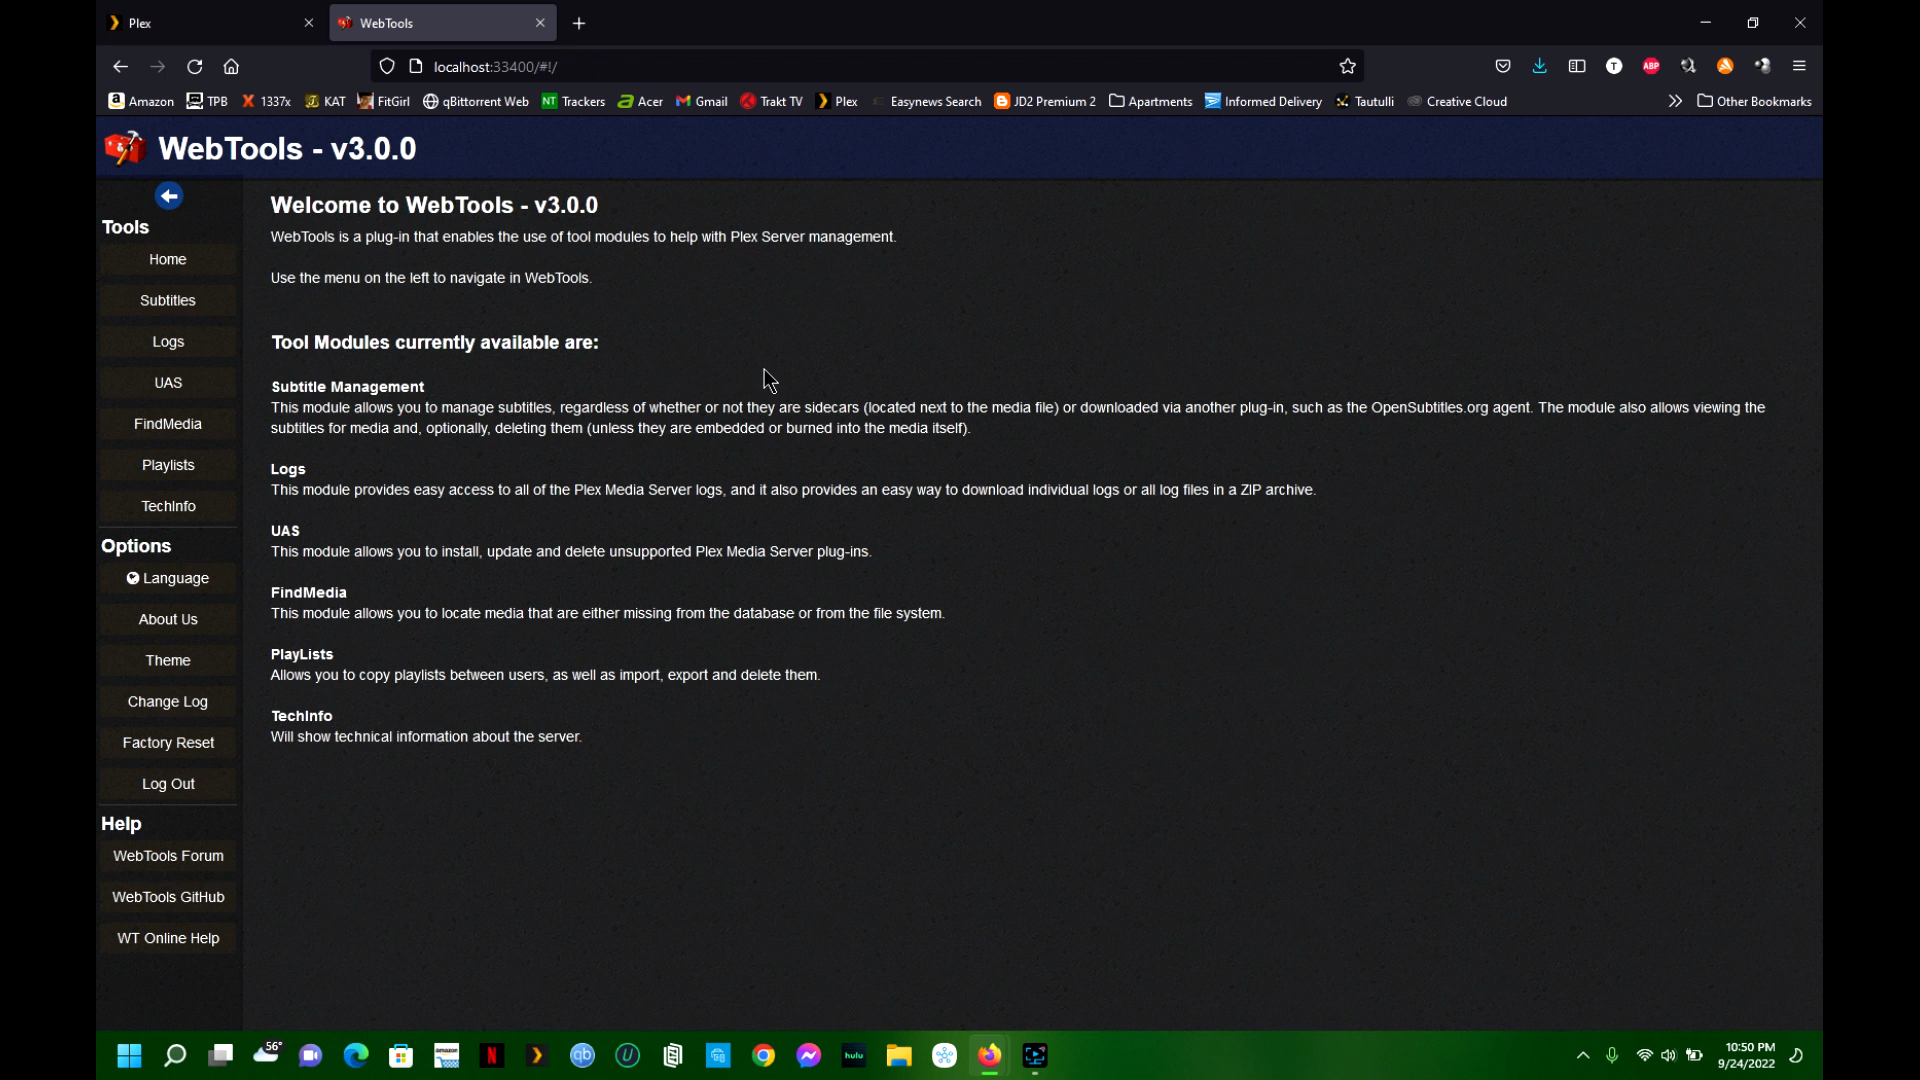 Plex
WebTools
localhost:33400/#!/
T
ABP
Amazon
TPB
1337x
KAT
FitGirl
qBittorrent Web
NT Trackers
Acer
Gmail
Trakt TV
Plex
Easynews Search
JD2 Premium 2
Apartments
Informed Delivery
Tautulli
Creative Cloud
Other Bookmarks
WebTools - v3.0.0
Tools
Home
Subtitles
Logs
UAS
FindMedia
Playlists
TechInfo
Options
Language
About Us
Theme
Change Log
Factory Reset
Log Out
Help
WebTools Forum
WebTools GitHub
WT Online Help
Welcome to WebTools - v3.0.0
WebTools is a plug-in that enables the use of tool modules to help with Plex Server management.
Use the menu on the left to navigate in WebTools.
Tool Modules currently available are:
Subtitle Management
This module allows you to manage subtitles, regardless of whether or not they are sidecars (located next to the media file) or downloaded via another plug-in, such as the OpenSubtitles.org agent. The module also allows viewing the
subtitles for media and, optionally, deleting them (unless they are embedded or burned into the media itself).
Logs
This module provides easy access to all of the Plex Media Server logs, and it also provides an easy way to download individual logs or all log files in a ZIP archive.
UAS
This module allows you to install, update and delete unsupported Plex Media Server plug-ins.
FindMedia
This module allows you to locate media that are either missing from the database or from the file system.
PlayLists
Allows you to copy playlists between users, as well as import, export and delete them.
TechInfo
Will show technical information about the server.
56°
amazon
N
qb
U
hulu
10:50 PM
9/24/2022